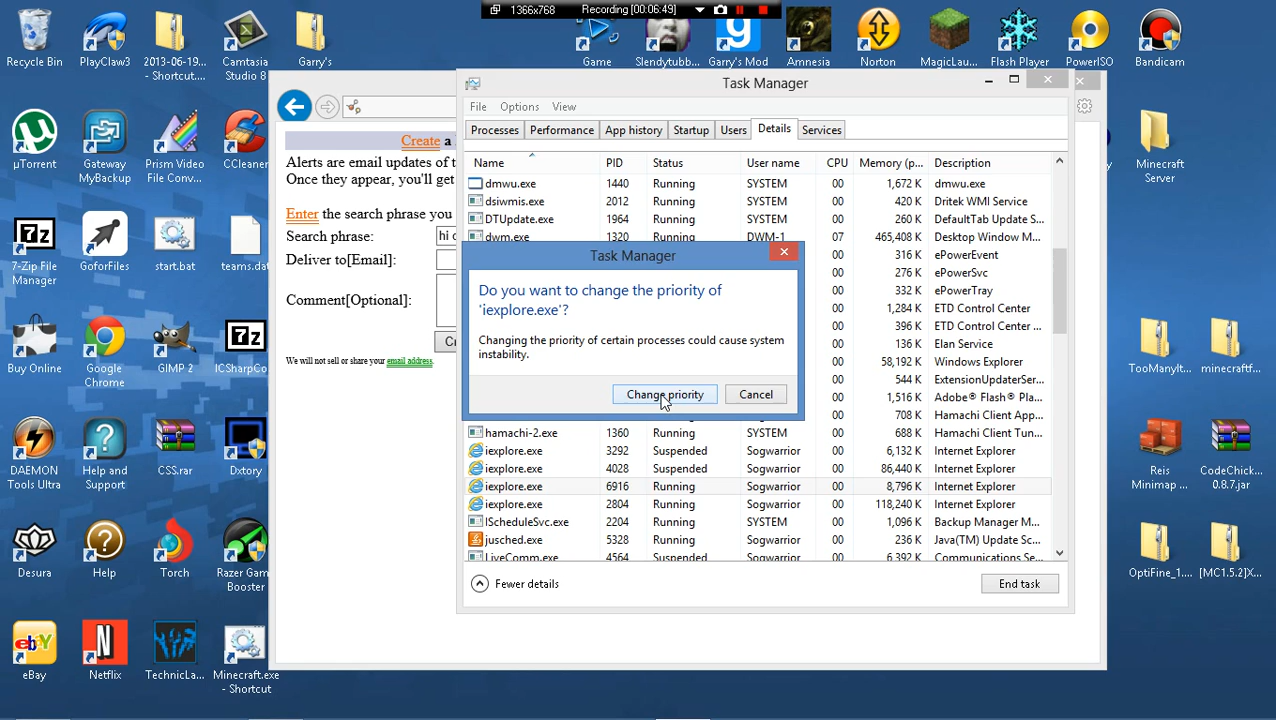 1366x768 Recording [00:06:49]
Recycle Bin
PlayClaw3
2013-06-19...
- Shortcut....
Camtasia
Studio 8
Garry's
Game
Slendytubb...
Garry's Mod
Amnesia
Norton
MagicLau...
Flash Player
PowerISO
Bandicam
µTorrent
Gateway
MyBackup
Prism Video
File Conv...
CCleaner
Minecraft
Server
7-Zip File
Manager
GoforFiles
start.bat
teams.dat
Buy Online
Google
Chrome
GIMP 2
ICSharpCo...
TooManyIt...
minecraftf...
DAEMON
Tools Ultra
Help and
Support
CSS.rar
Dxtory
Reis
Minimap ...
CodeChick...
0.8.7.jar
Desura
Help
Torch
Razer Game
Booster
OptiFine_1....
[MC1.5.2]X...
eBay
Netflix
TechnicLa...
Minecraft.exe
- Shortcut
Create a
Alerts are email updates of t
Once they appear, you'll get
Enter the search phrase you
Search phrase: hi
Deliver to[Email]:
Comment[Optional]:
Cr
We will not sell or share your email address.
Task Manager
File Options View
Processes Performance App history Startup Users Details Services
Name PID Status User name CPU Memory (p... Description
dmwu.exe 1440 Running SYSTEM 00 1,672 K dmwu.exe
dsiwmis.exe 2012 Running SYSTEM 00 420 K Dritek WMI Service
DTUpdate.exe 1964 Running SYSTEM 00 260 K DefaultTab Update S...
dwm.exe 1320 Running DWM-1 07 465,408 K Desktop Window M...
00 316 K ePowerEvent
00 276 K ePowerSvc
00 332 K ePowerTray
00 1,284 K ETD Control Center
00 396 K ETD Control Center ...
00 136 K Elan Service
00 58,192 K Windows Explorer
00 544 K ExtensionUpdaterSer...
00 1,516 K Adobe® Flash® Pla...
00 708 K Hamachi Client App...
hamachi-2.exe 1360 Running SYSTEM 00 688 K Hamachi Client Tun...
iexplore.exe 3292 Suspended Sogwarrior 00 6,132 K Internet Explorer
iexplore.exe 4028 Suspended Sogwarrior 00 86,440 K Internet Explorer
iexplore.exe 6916 Running Sogwarrior 00 8,796 K Internet Explorer
iexplore.exe 2804 Running Sogwarrior 00 118,240 K Internet Explorer
IScheduleSvc.exe 2204 Running SYSTEM 00 1,096 K Backup Manager M...
jusched.exe 5328 Running Sogwarrior 00 236 K Java(TM) Update Sc...
LiveComm.exe 4564 Suspended Sogwarrior 00 6,392 K Communications Se...
Fewer details End task
Task Manager
Do you want to change the priority of
'iexplore.exe'?
Changing the priority of certain processes could cause system
instability.
Change priority Cancel